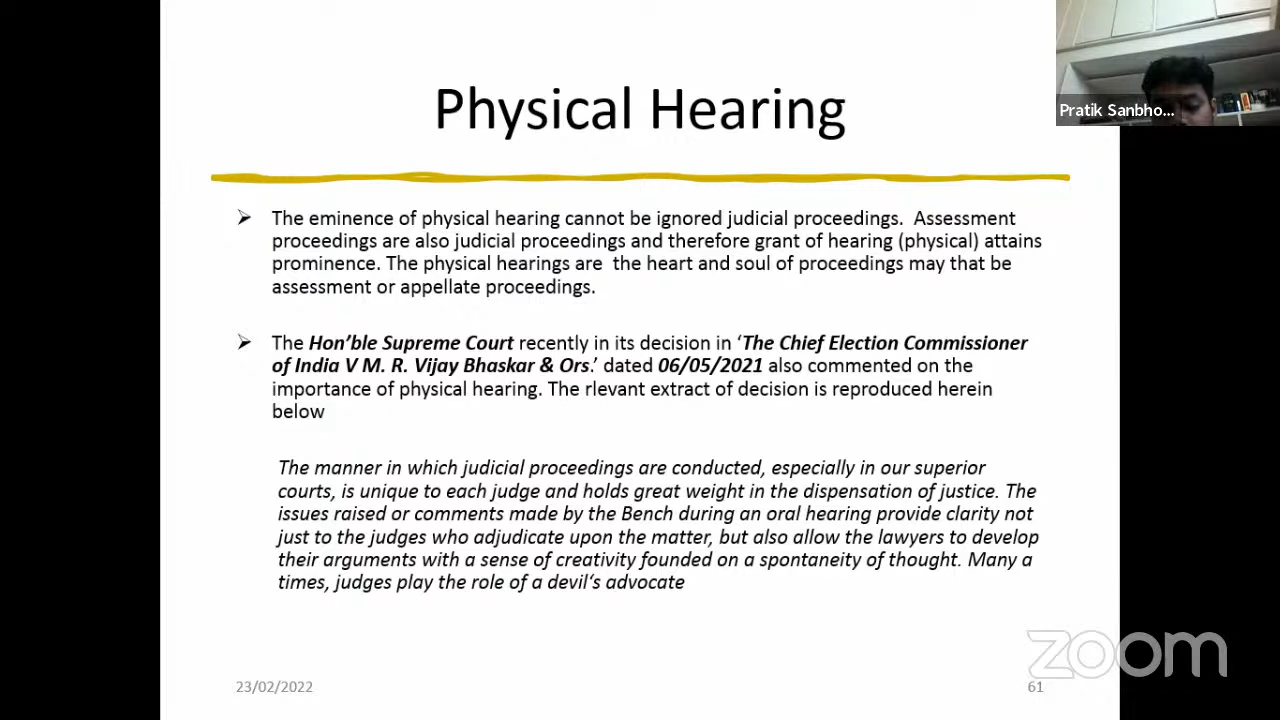 Physical Hearing
Pratik Sanbho...
➢ The eminence of physical hearing cannot be ignored judicial proceedings.  Assessment
proceedings are also judicial proceedings and therefore grant of hearing (physical) attains
prominence. The physical hearings are  the heart and soul of proceedings may that be
assessment or appellate proceedings.
➢ The Hon’ble Supreme Court recently in its decision in ‘The Chief Election Commissioner
of India V M. R. Vijay Bhaskar & Ors.’ dated 06/05/2021 also commented on the
importance of physical hearing. The rlevant extract of decision is reproduced herein
below
The manner in which judicial proceedings are conducted, especially in our superior
courts, is unique to each judge and holds great weight in the dispensation of justice. The
issues raised or comments made by the Bench during an oral hearing provide clarity not
just to the judges who adjudicate upon the matter, but also allow the lawyers to develop
their arguments with a sense of creativity founded on a spontaneity of thought. Many a
times, judges play the role of a devil‘s advocate
zoom
23/02/2022
61